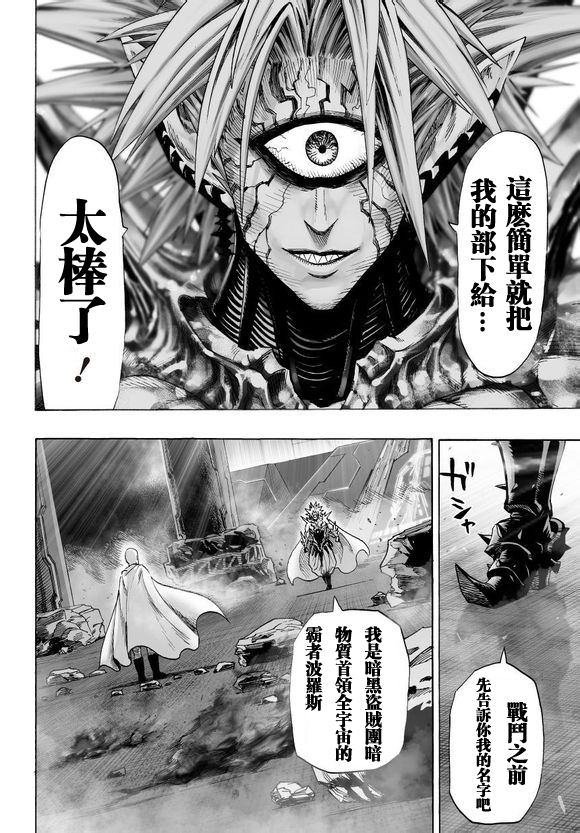 這麼簡單就把
我的部下給…
太棒了！
ガシャ
戰鬥之前
先告訴你我的名字吧
我是暗黑盜賊團暗
物質首領全宇宙的
霸者波羅斯